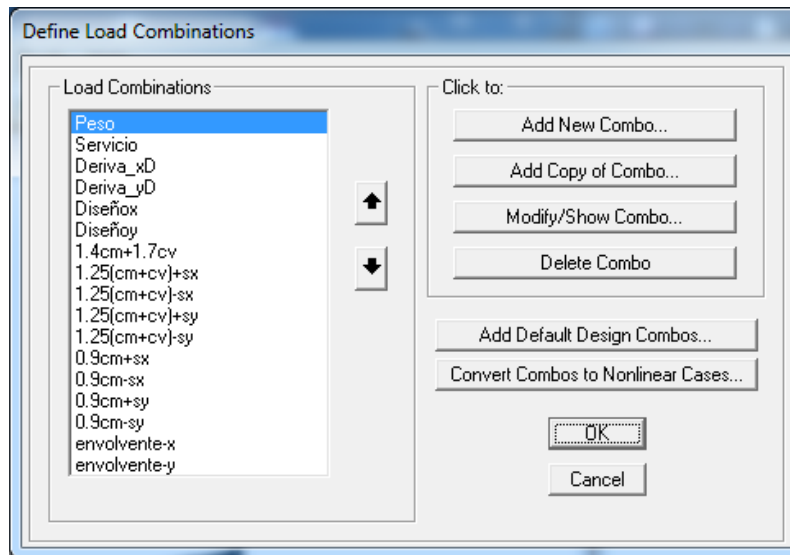 Define Load Combinations
Load Combinations
Peso
Servicio
Deriva_xD
Deriva_yD
Diseñox
Diseñoy
1.4cm+1.7cv
1.25(cm+cv)+sx
1.25(cm+cv)-sx
1.25(cm+cv)+sy
1.25(cm+cv)-sy
0.9cm+sx
0.9cm-sx
0.9cm+sy
0.9cm-sy
envolvente-x
envolvente-y
Click to:
Add New Combo...
Add Copy of Combo...
Modify/Show Combo...
Delete Combo
Add Default Design Combos...
Convert Combos to Nonlinear Cases...
OK
Cancel